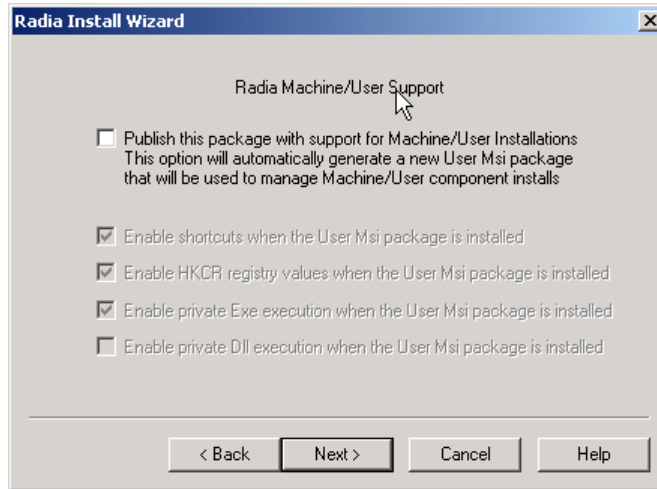 Radia Install Wizard
Radia Machine/User Support
Publish this package with support for Machine/User Installations
This option will automatically generate a new User Msi package
that will be used to manage Machine/User component installs
Enable shortcuts when the User Msi package is installed
Enable HKCR registry values when the User Msi package is installed
Enable private Exe execution when the User Msi package is installed
Enable private Dll execution when the User Msi package is installed
< Back Next > Cancel Help